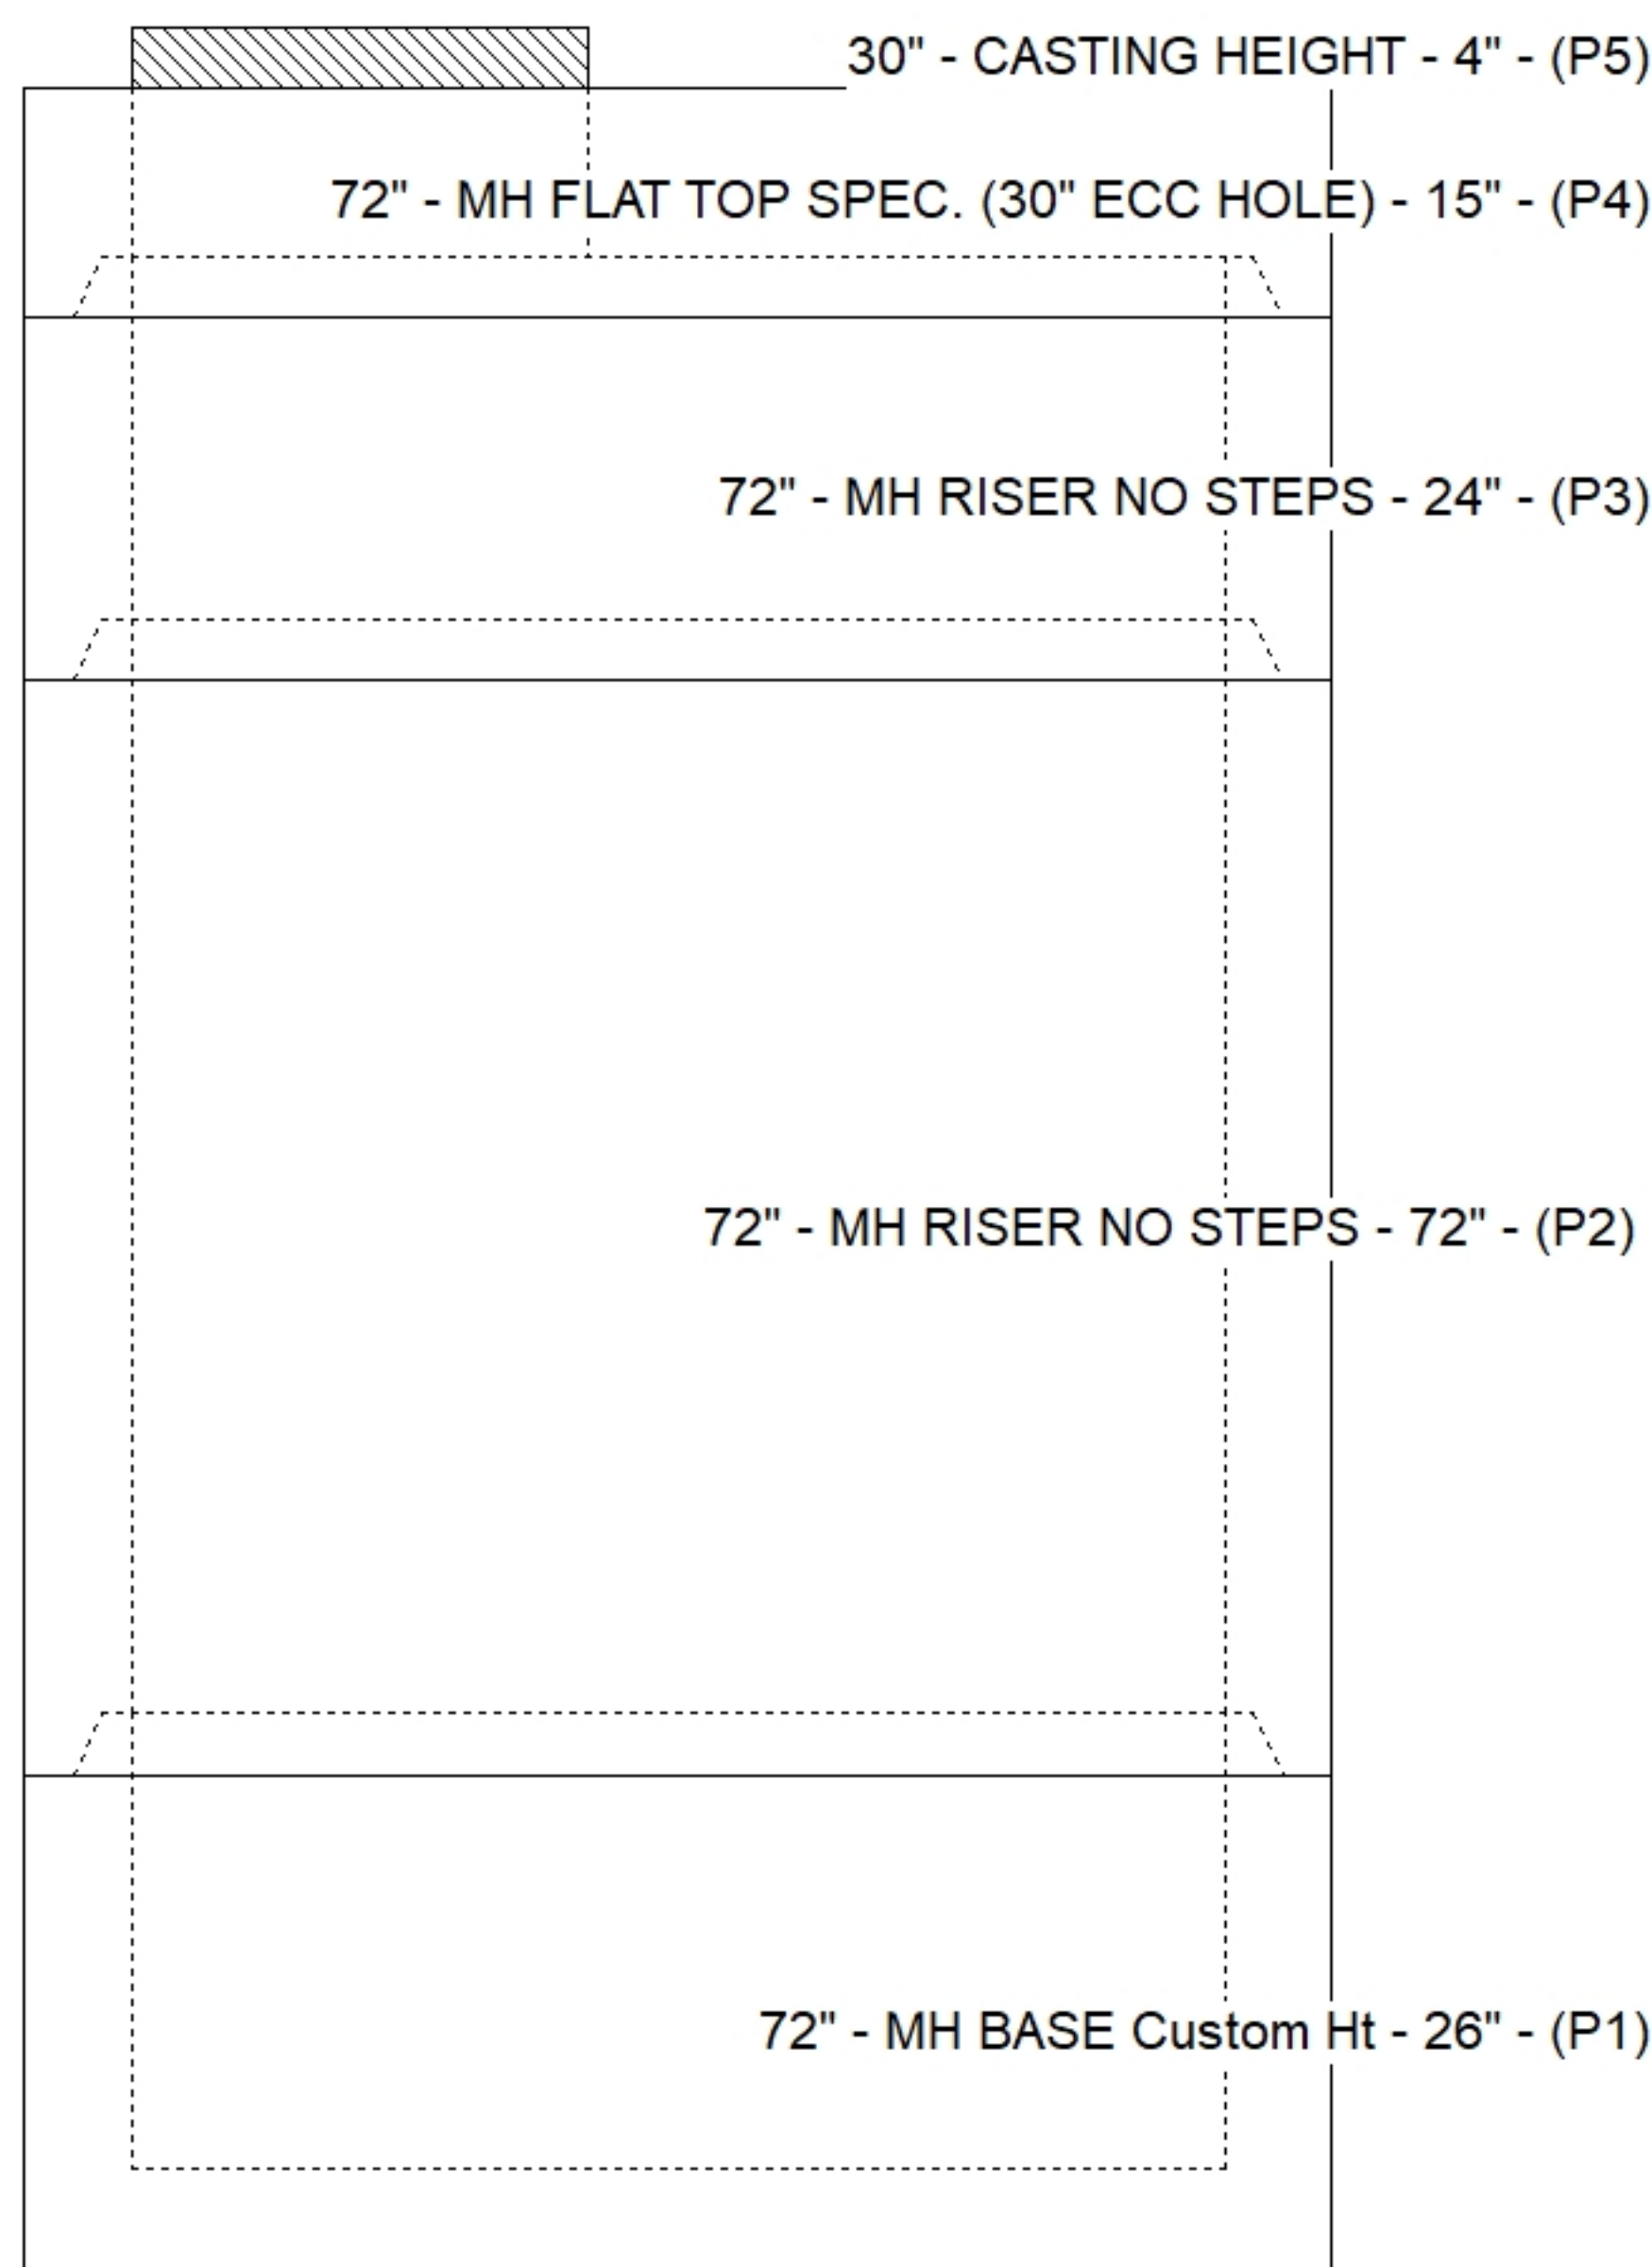 30" - CASTING HEIGHT - 4" - (P5)
72" - MH FLAT TOP SPEC. (30" ECC HOLE) - 15" - (P4)
72" - MH RISER NO STEPS - 24" - (P3)
72" - MH RISER NO STEPS - 72" - (P2)
72" - MH BASE Custom Ht - 26" - (P1)